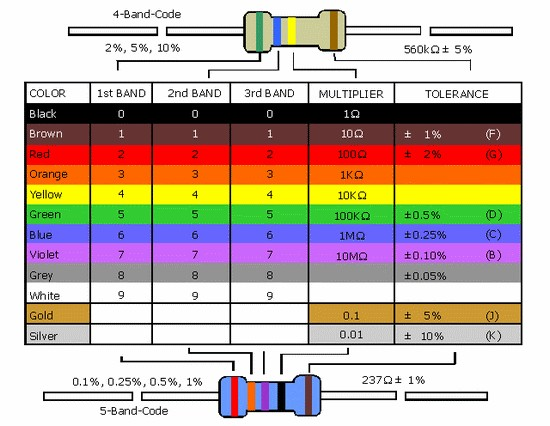 4-Band-Code
2%, 5%, 10% 560kΩ ± 5%
COLOR 1st BAND 2nd BAND 3rd BAND MULTIPLIER TOLERANCE
Black 0 0 0 1Ω
Brown 1 1 1 10Ω ± 1% (F)
Red 2 2 2 100Ω ± 2% (G)
Orange 3 3 3 1KΩ
Yellow 4 4 4 10KΩ
Green 5 5 5 100KΩ ±0.5% (D)
Blue 6 6 6 1MΩ ±0.25% (C)
Violet 7 7 7 10MΩ ±0.10% (B)
Grey 8 8 8 ±0.05%
White 9 9 9
Gold 0.1 ± 5% (J)
Silver 0.01 ± 10% (K)
0.1%, 0.25%, 0.5%, 1% 237Ω ± 1%
5-Band-Code